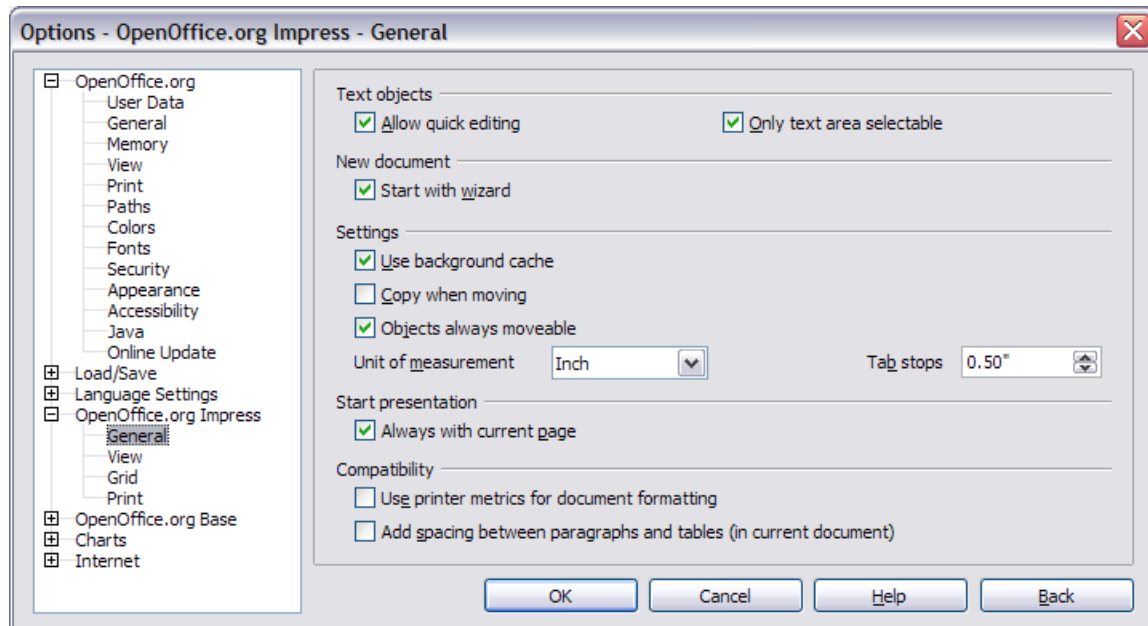 Options - OpenOffice.org Impress - General
OpenOffice.org
User Data
General
Memory
View
Print
Paths
Colors
Fonts
Security
Appearance
Accessibility
Java
Online Update
Load/Save
Language Settings
OpenOffice.org Impress
General
View
Grid
Print
OpenOffice.org Base
Charts
Internet
Text objects
Allow quick editing Only text area selectable
New document
Start with wizard
Settings
Use background cache
Copy when moving
Objects always moveable
Unit of measurement Inch Tab stops 0.50"
Start presentation
Always with current page
Compatibility
Use printer metrics for document formatting
Add spacing between paragraphs and tables (in current document)
OK Cancel Help Back